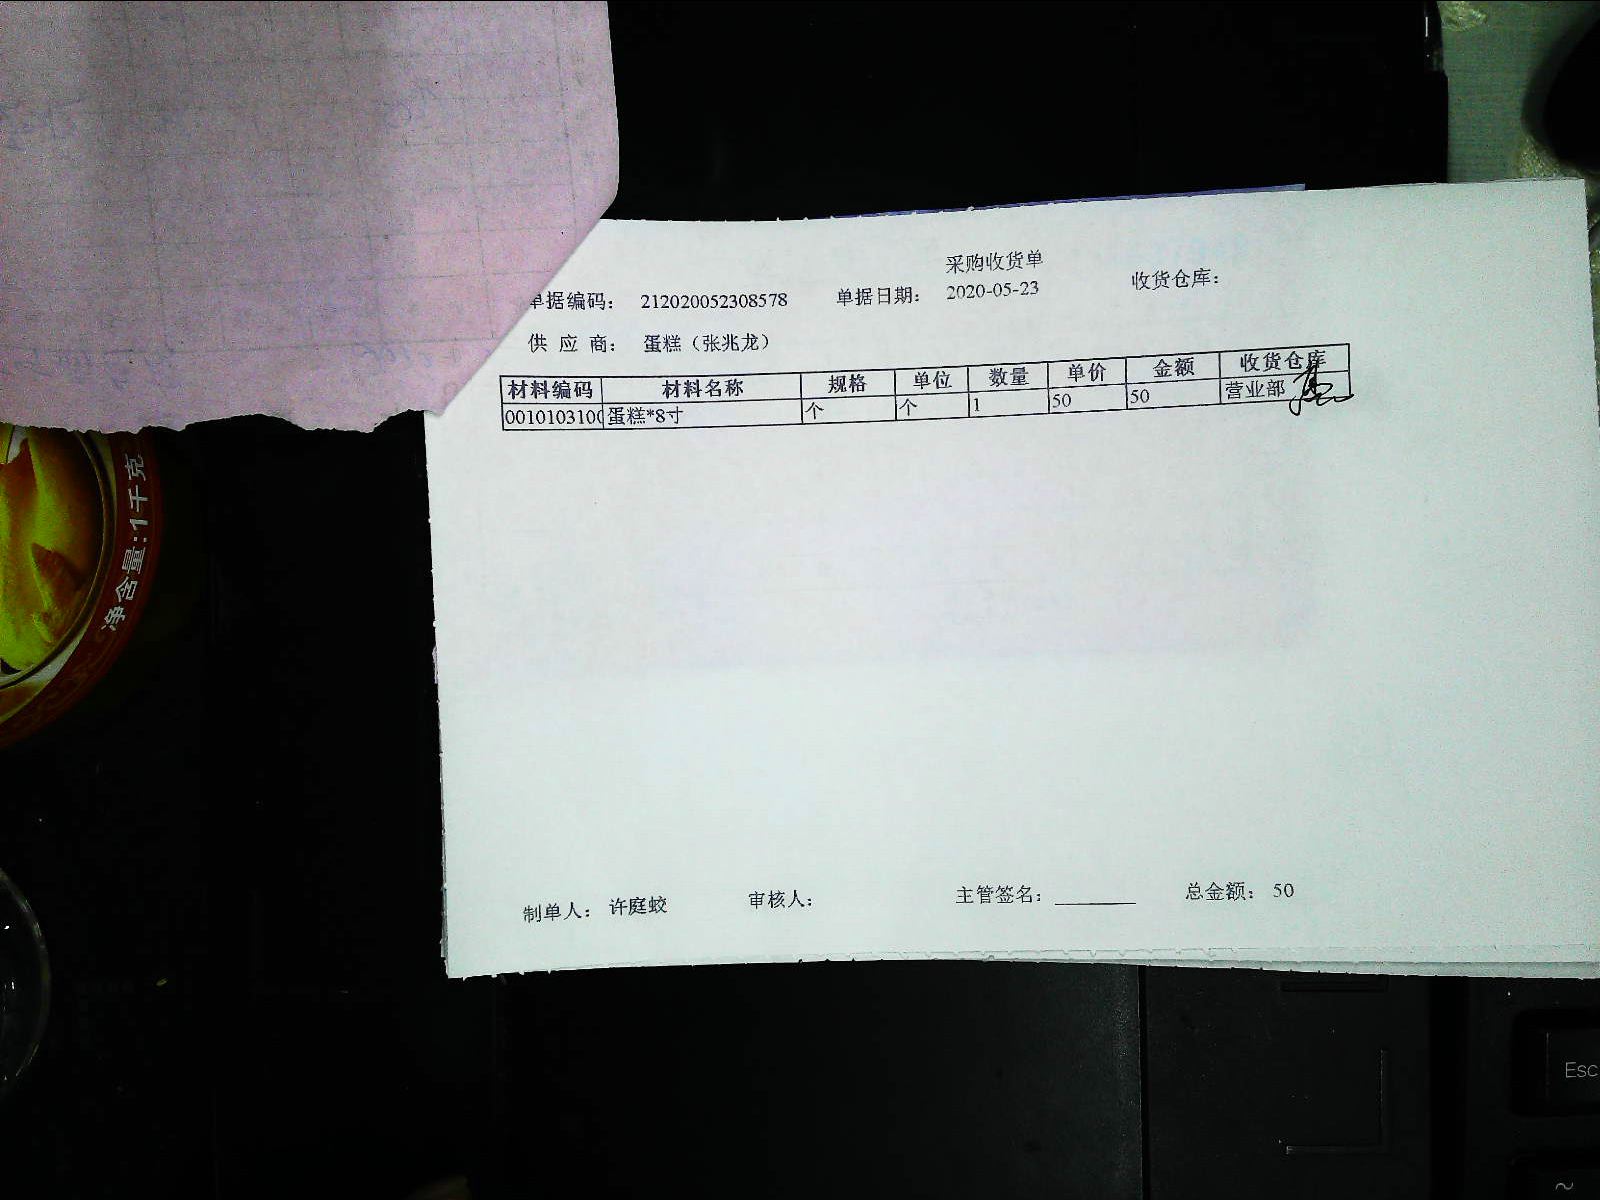 采购收货单
单据编码： 212020052308578 单据日期： 2020-05-23 收货仓库：
供 应 商： 蛋糕（张兆龙）
材料编码 材料名称 规格 单位 数量 单价 金额 收货仓库
0010103100 蛋糕*8寸 个 个 1 50 50 营业部
制单人： 许庭蛟 审核人： 主管签名： ________ 总金额： 50
净含量:1千克
Esc
~